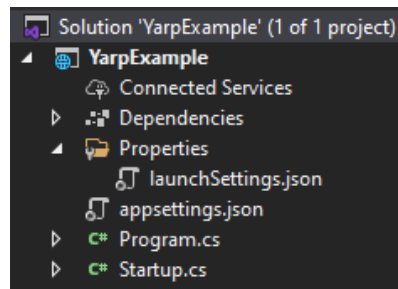 Solution 'YarpExample' (1 of 1 project)
YarpExample
Connected Services
Dependencies
Properties
launchSettings.json
appsettings.json
C# Program.cs
C# Startup.cs